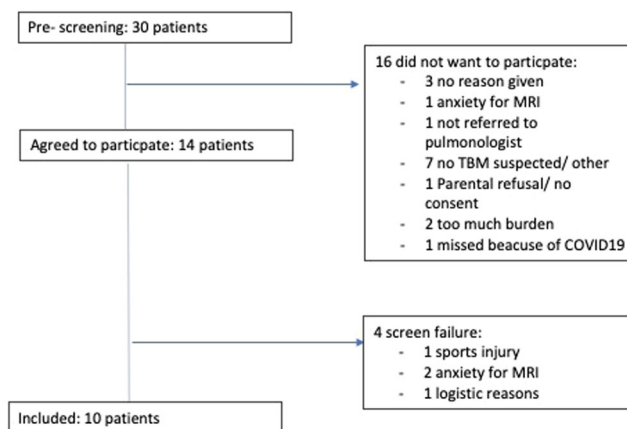 Pre- screening: 30 patients
16 did not want to particpate:
- 3 no reason given
- 1 anxiety for MRI
- 1 not referred to
pulmonologist
- 7 no TBM suspected/ other
- 1 Parental refusal/ no
consent
- 2 too much burden
- 1 missed beacuse of COVID19
Agreed to particpate: 14 patients
4 screen failure:
- 1 sports injury
- 2 anxiety for MRI
- 1 logistic reasons
Included: 10 patients